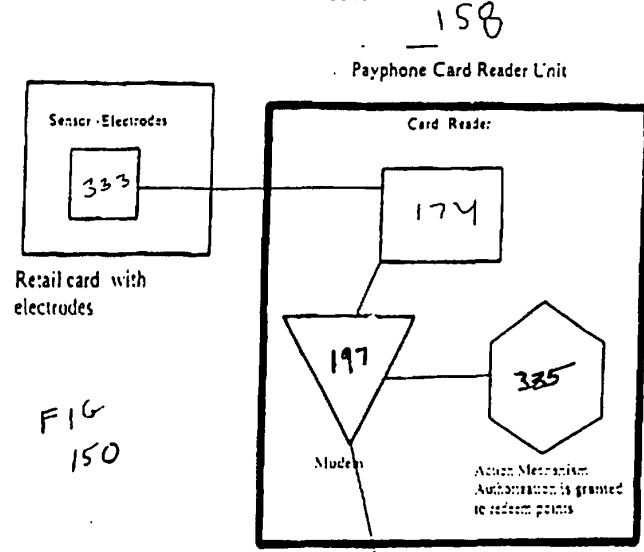 158
Payphone Card Reader Unit
Sensor - Electrodes
Card Reader
333
174
Retail card with
electrodes
197
335
FIG
150
Modem
Action Mechanism
Authorization is granted
to redeem points